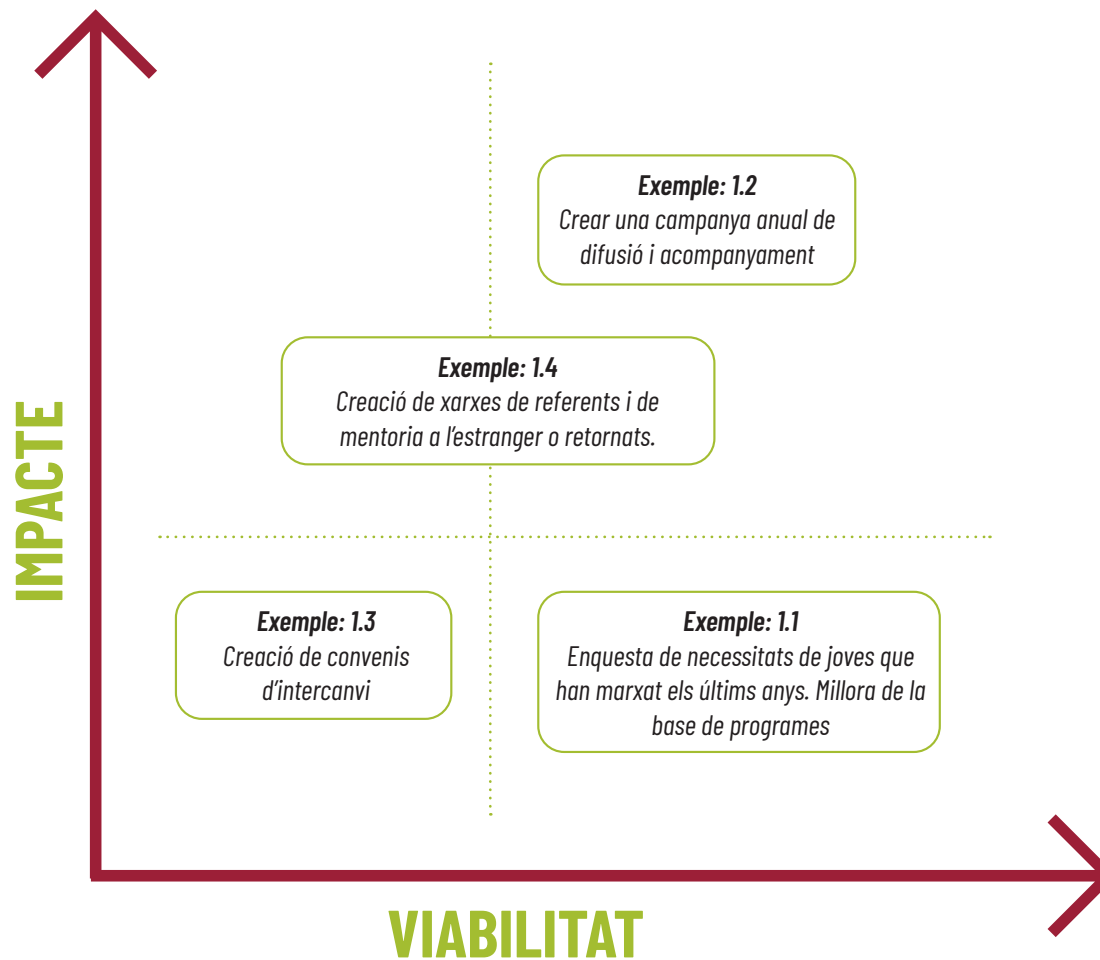 Exemple: 1.2
Crear una campanya anual de
difusió i acompanyament
Exemple: 1.4
Creació de xarxes de referents i de
mentoria a l’estranger o retornats.
IMPACTE
Exemple: 1.3
Creació de convenis
d’intercanvi
Exemple: 1.1
Enquesta de necessitats de joves que
han marxat els últims anys. Millora de la
base de programes
VIABILITAT